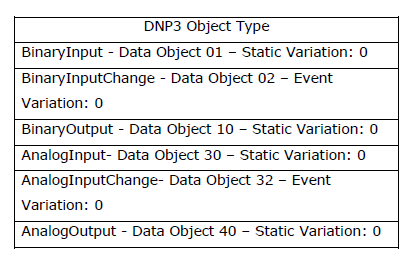 DNP3 Object Type
BinaryInput - Data Object 01 – Static Variation: 0
BinaryInputChange - Data Object 02 – Event
Variation: 0
BinaryOutput - Data Object 10 – Static Variation: 0
AnalogInput- Data Object 30 – Static Variation: 0
AnalogInputChange- Data Object 32 – Event
Variation: 0
AnalogOutput - Data Object 40 – Static Variation: 0